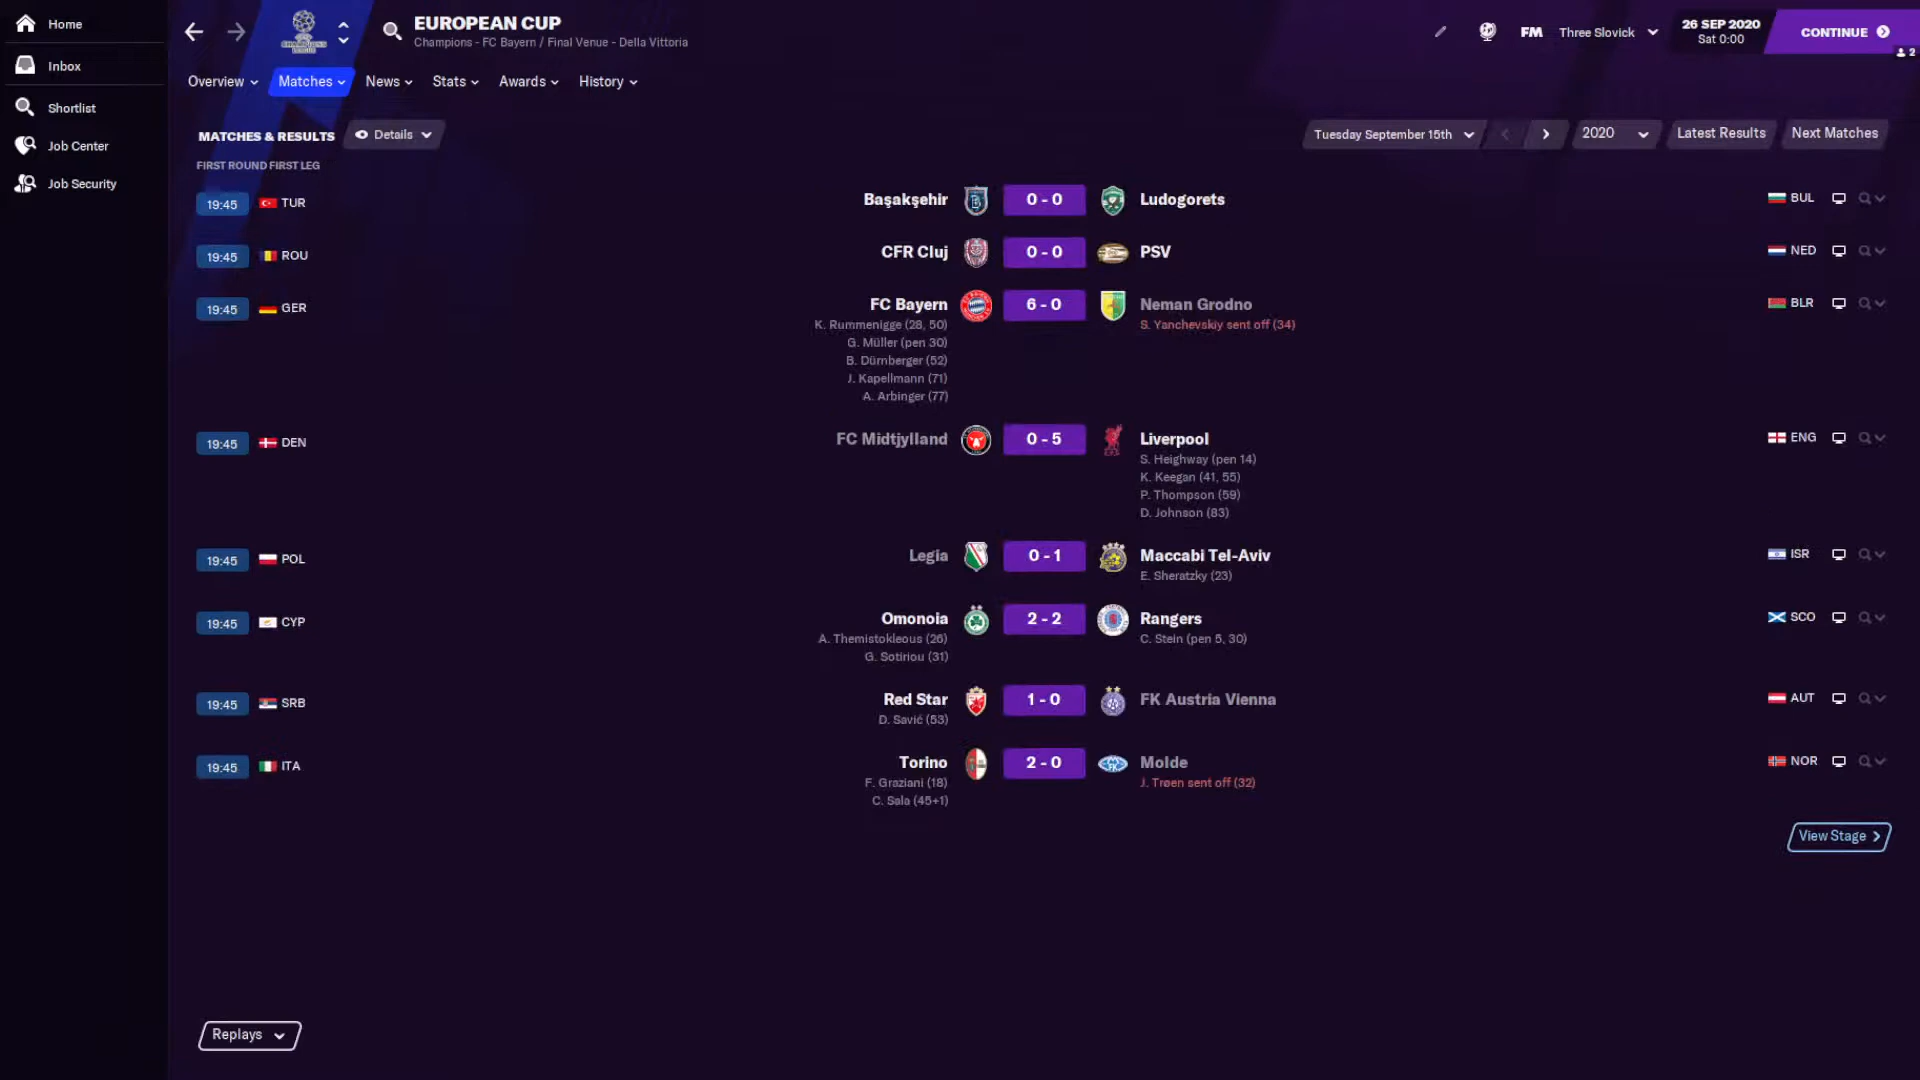 Home
Inbox
Shortlist
Job Center
Job Security
EUROPEAN CUP
Champions - FC Bayern / Final Venue - Della Vittoria
FM
Three Slovick
26 SEP 2020
Sat 0:00
CONTINUE
2
Overview
Matches
News
Stats
Awards
History
MATCHES & RESULTS
Details
Tuesday September 15th
2020
Latest Results
Next Matches
FIRST ROUND FIRST LEG
19:45 TUR Başakşehir 0 - 0 Ludogorets BUL
19:45 ROU CFR Cluj 0 - 0 PSV NED
19:45 GER FC Bayern 6 - 0 Neman Grodno BLR
K. Rummenigge (28, 50) S. Yanchevskiy sent off (34)
G. Müller (pen 30)
B. Dürnberger (52)
J. Kapellmann (71)
A. Arbinger (77)
19:45 DEN FC Midtjylland 0 - 5 Liverpool ENG
S. Heighway (pen 14)
K. Keegan (41, 55)
P. Thompson (59)
D. Johnson (83)
19:45 POL Legia 0 - 1 Maccabi Tel-Aviv ISR
E. Sheratzky (23)
19:45 CYP Omonoia 2 - 2 Rangers SCO
A. Themistokleous (26) C. Stein (pen 5, 30)
G. Sotiriou (31)
19:45 SRB Red Star 1 - 0 FK Austria Vienna AUT
D. Savić (53)
19:45 ITA Torino 2 - 0 Molde NOR
F. Graziani (18) J. Trøen sent off (32)
C. Sala (45+1)
View Stage
Replays